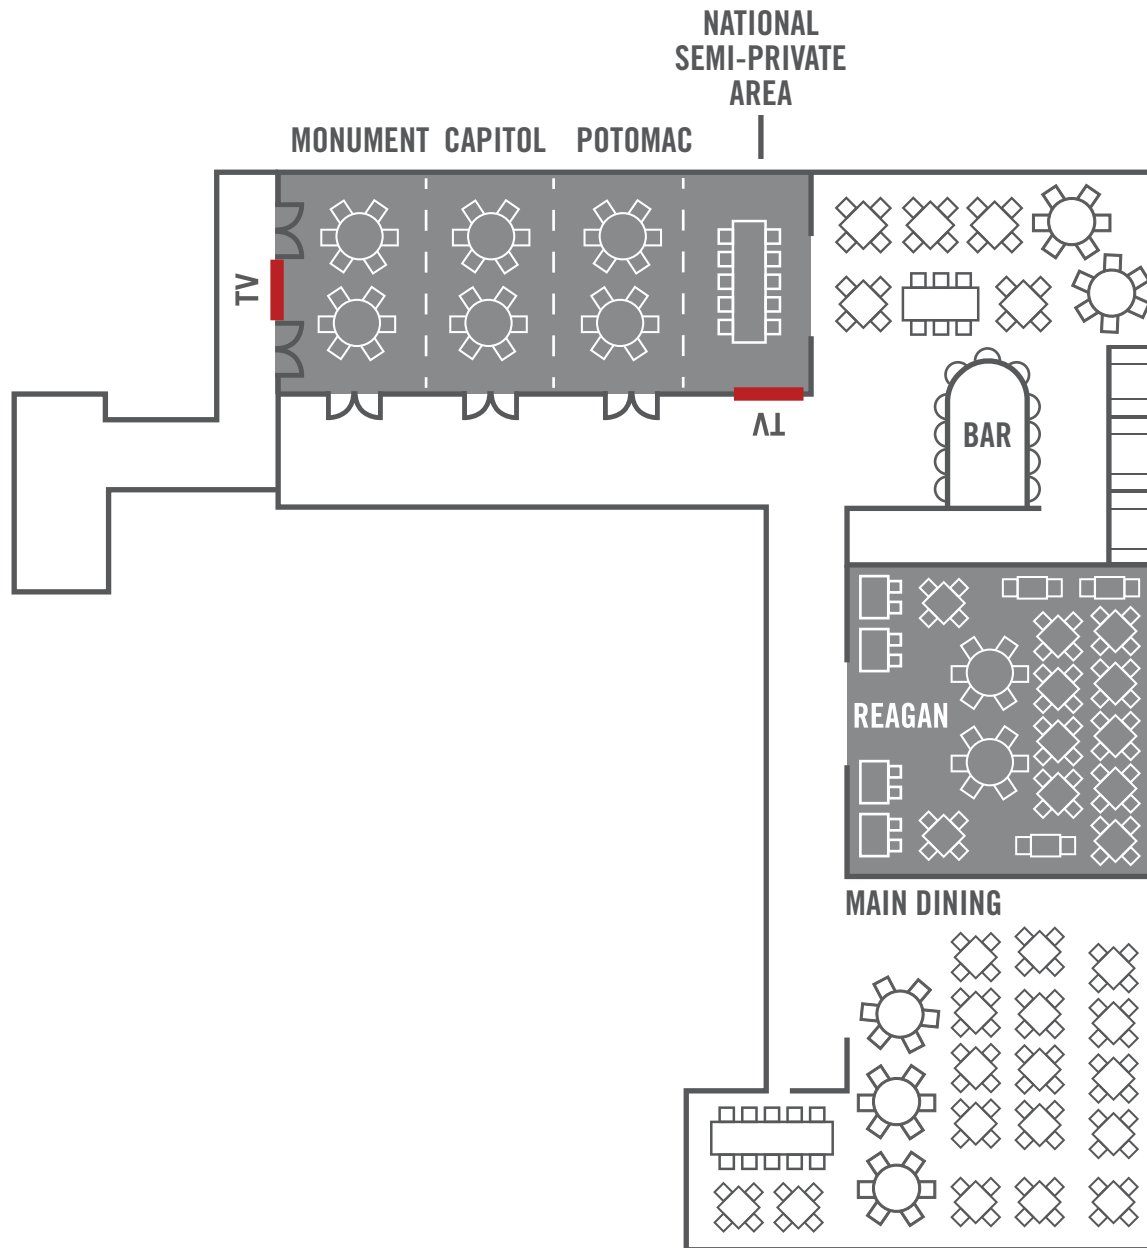 NATIONAL
SEMI-PRIVATE
AREA
MONUMENT CAPITOL POTOMAC
TV
TV
BAR
REAGAN
MAIN DINING